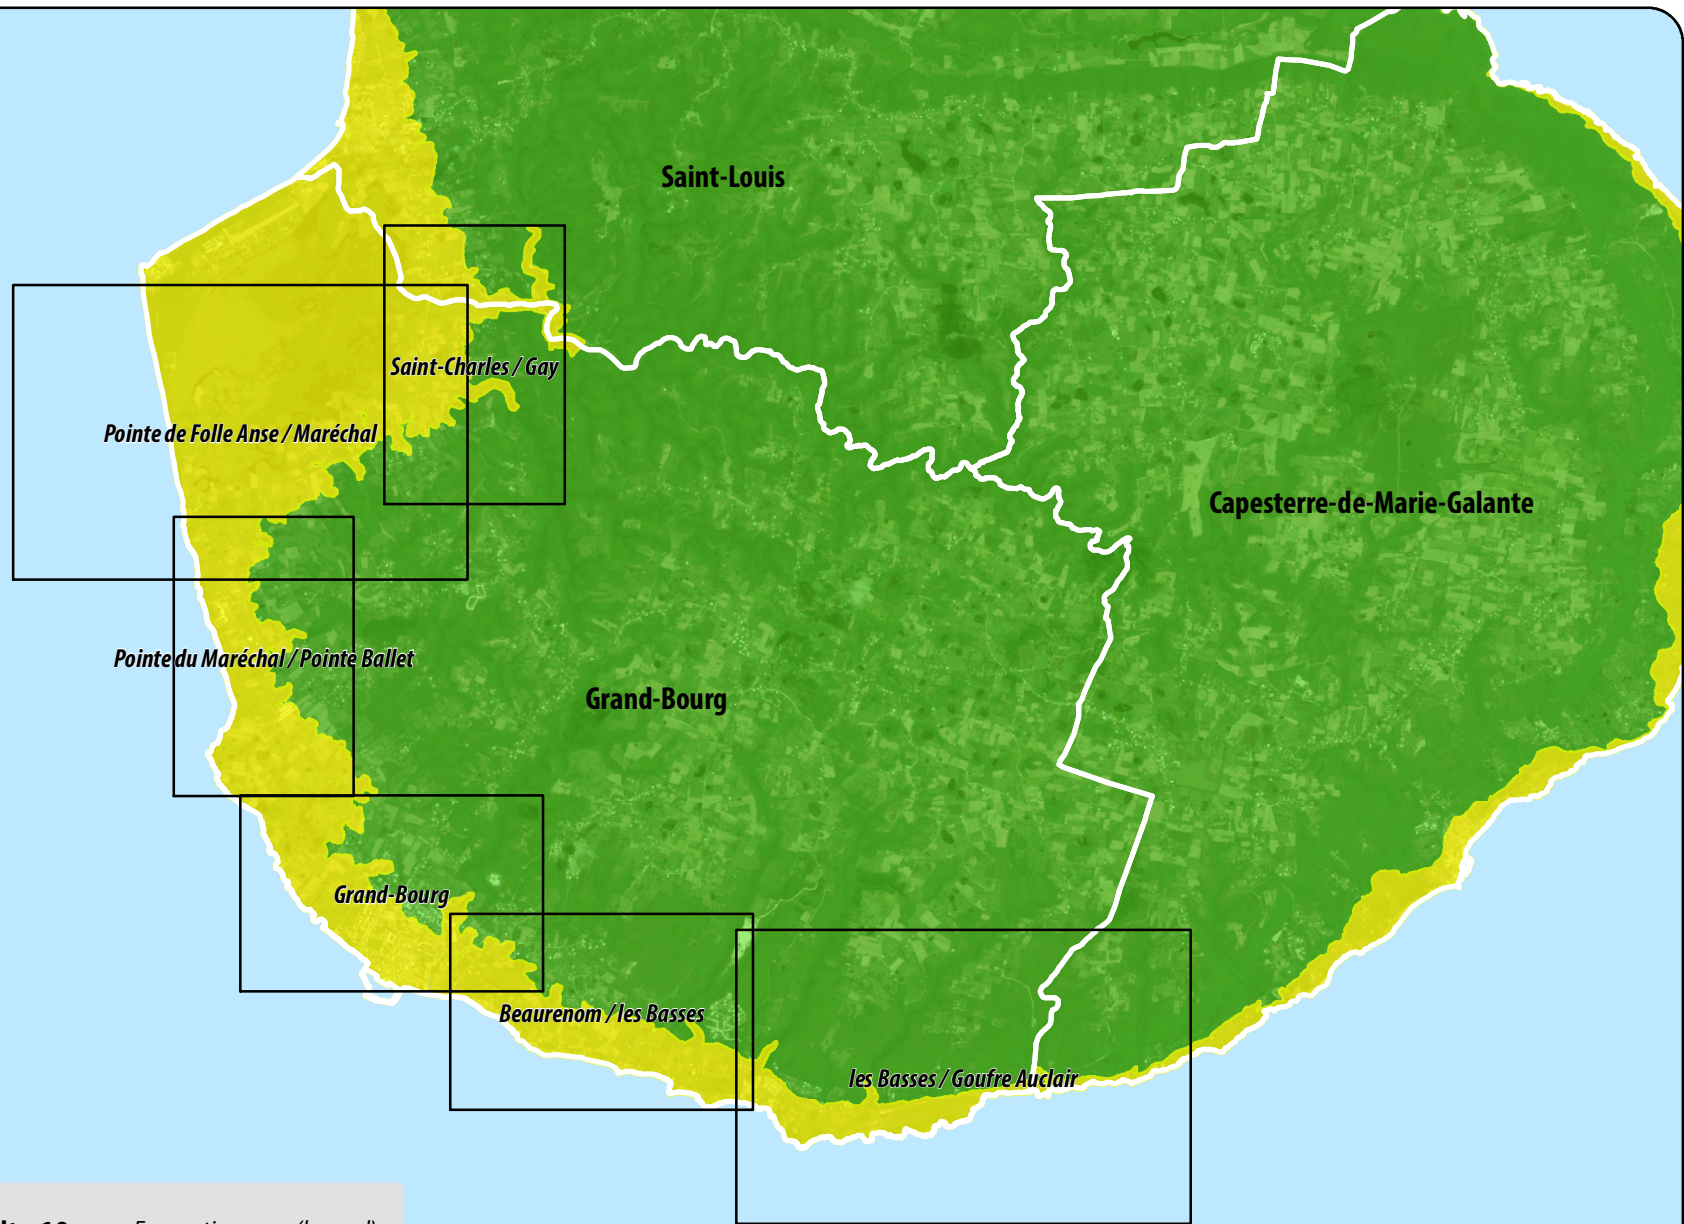 Saint-Louis
Saint-Charles / Gay
Pointe de Folle Anse / Maréchal
Capesterre-de-Marie-Galante
Pointe du Maréchal / Pointe Ballet
Grand-Bourg
Grand-Bourg
Beaurenom / les Basses
les Basses / Goufre Auclair